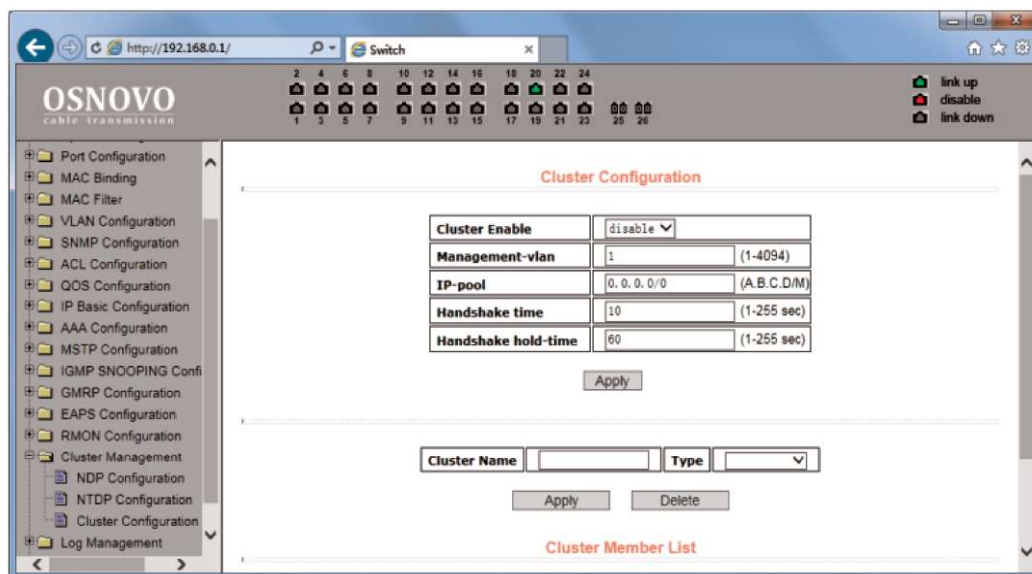 http://192.168.0.1/
Switch
OSNOVO
cable transmission
2 4 6 8 10 12 14 16 18 20 22 24
1 3 5 7 9 11 13 15 17 19 21 23 25 26
link up
disable
link down
Port Configuration
MAC Binding
MAC Filter
VLAN Configuration
SNMP Configuration
ACL Configuration
QOS Configuration
IP Basic Configuration
AAA Configuration
MSTP Configuration
IGMP SNOOPING Confi
GMRP Configuration
EAPS Configuration
RMON Configuration
Cluster Management
NDP Configuration
NTDP Configuration
Cluster Configuration
Log Management
Cluster Configuration
Cluster Enable disable
Management-vlan 1 (1-4094)
IP-pool 0.0.0.0/0 (A.B.C.D/M)
Handshake time 10 (1-255 sec)
Handshake hold-time 60 (1-255 sec)
Apply
Cluster Name Type
Apply Delete
Cluster Member List